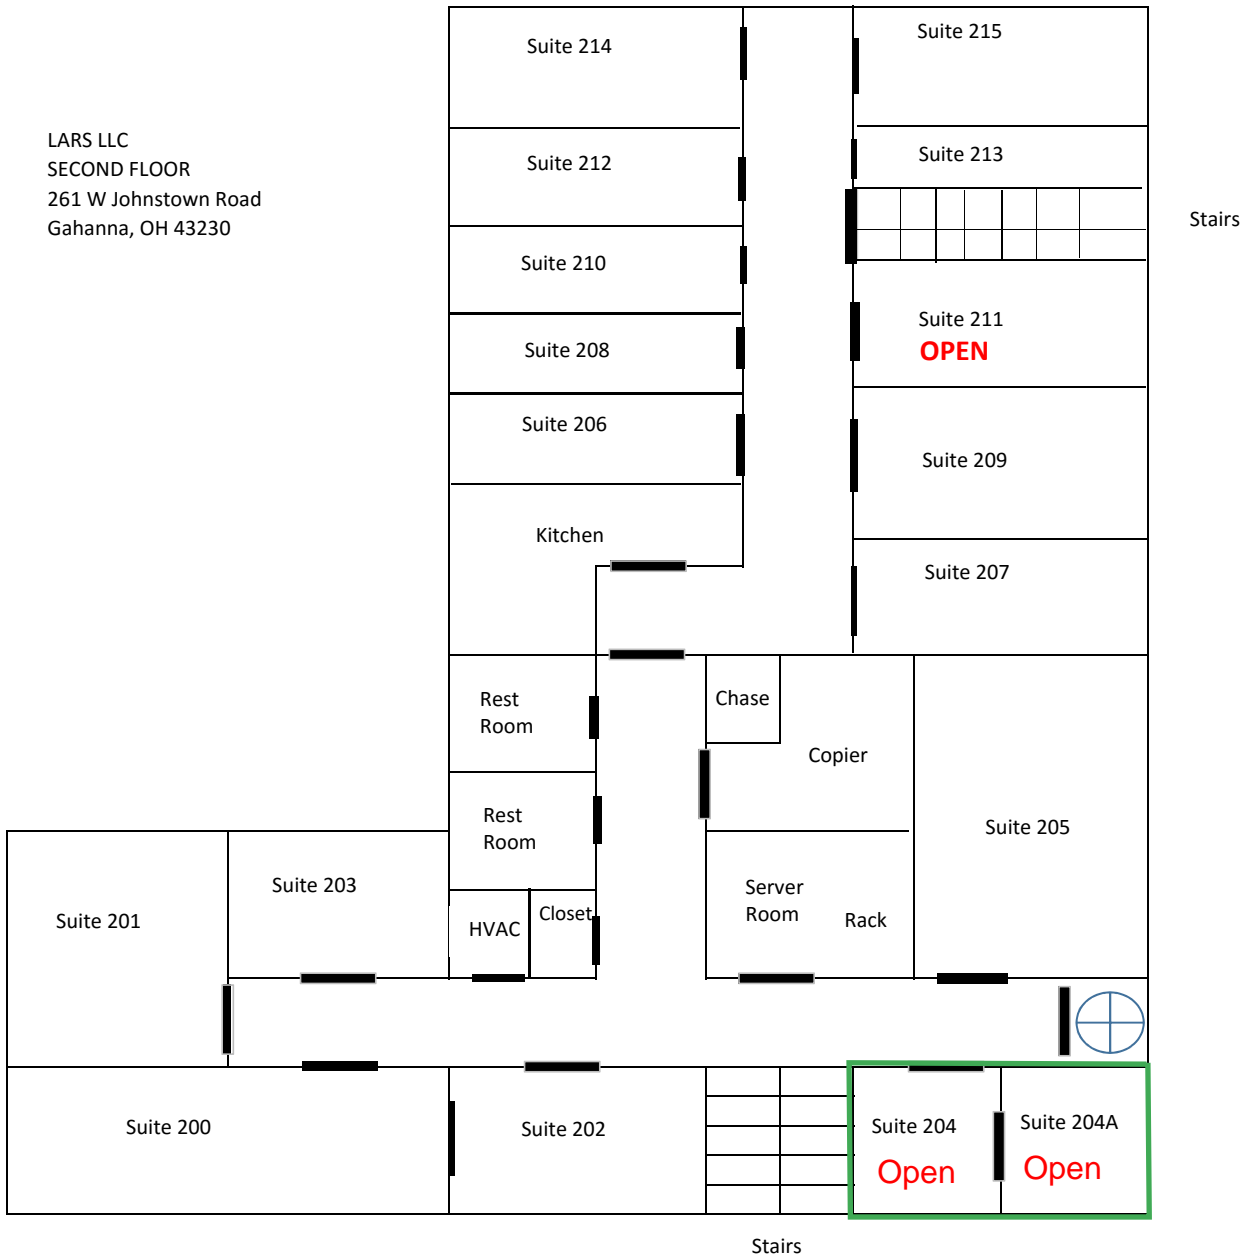 Suite 214
Suite 215
LARS LLC
SECOND FLOOR
261 W Johnstown Road
Gahanna, OH 43230
Suite 212
Suite 213
Stairs
Suite 210
Suite 211
OPEN
Suite 208
Suite 206
Suite 209
Kitchen
Suite 207
Rest
Room
Chase
Copier
Rest
Room
Suite 205
Suite 203
Suite 201
HVAC
Closet
Server
Room
Rack
Suite 200
Suite 202
Suite 204
Open
Suite 204A
Open
Stairs